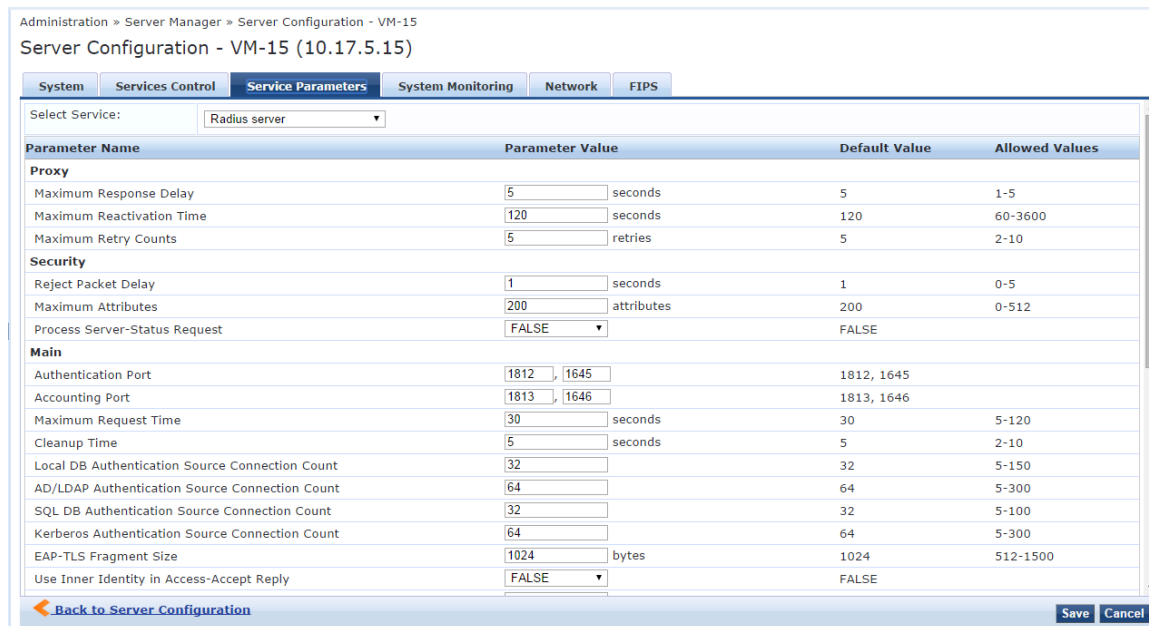 Administration » Server Manager » Server Configuration - VM-15
Server Configuration - VM-15 (10.17.5.15)
System Services Control Service Parameters System Monitoring Network FIPS
Select Service: Radius server
Parameter Name Parameter Value Default Value Allowed Values
Proxy
Maximum Response Delay 5 seconds 5 1-5
Maximum Reactivation Time 120 seconds 120 60-3600
Maximum Retry Counts 5 retries 5 2-10
Security
Reject Packet Delay 1 seconds 1 0-5
Maximum Attributes 200 attributes 200 0-512
Process Server-Status Request FALSE FALSE
Main
Authentication Port 1812 , 1645 1812, 1645
Accounting Port 1813 , 1646 1813, 1646
Maximum Request Time 30 seconds 30 5-120
Cleanup Time 5 seconds 5 2-10
Local DB Authentication Source Connection Count 32 32 5-150
AD/LDAP Authentication Source Connection Count 64 64 5-300
SQL DB Authentication Source Connection Count 32 32 5-100
Kerberos Authentication Source Connection Count 64 64 5-300
EAP-TLS Fragment Size 1024 bytes 1024 512-1500
Use Inner Identity in Access-Accept Reply FALSE FALSE
Back to Server Configuration Save Cancel